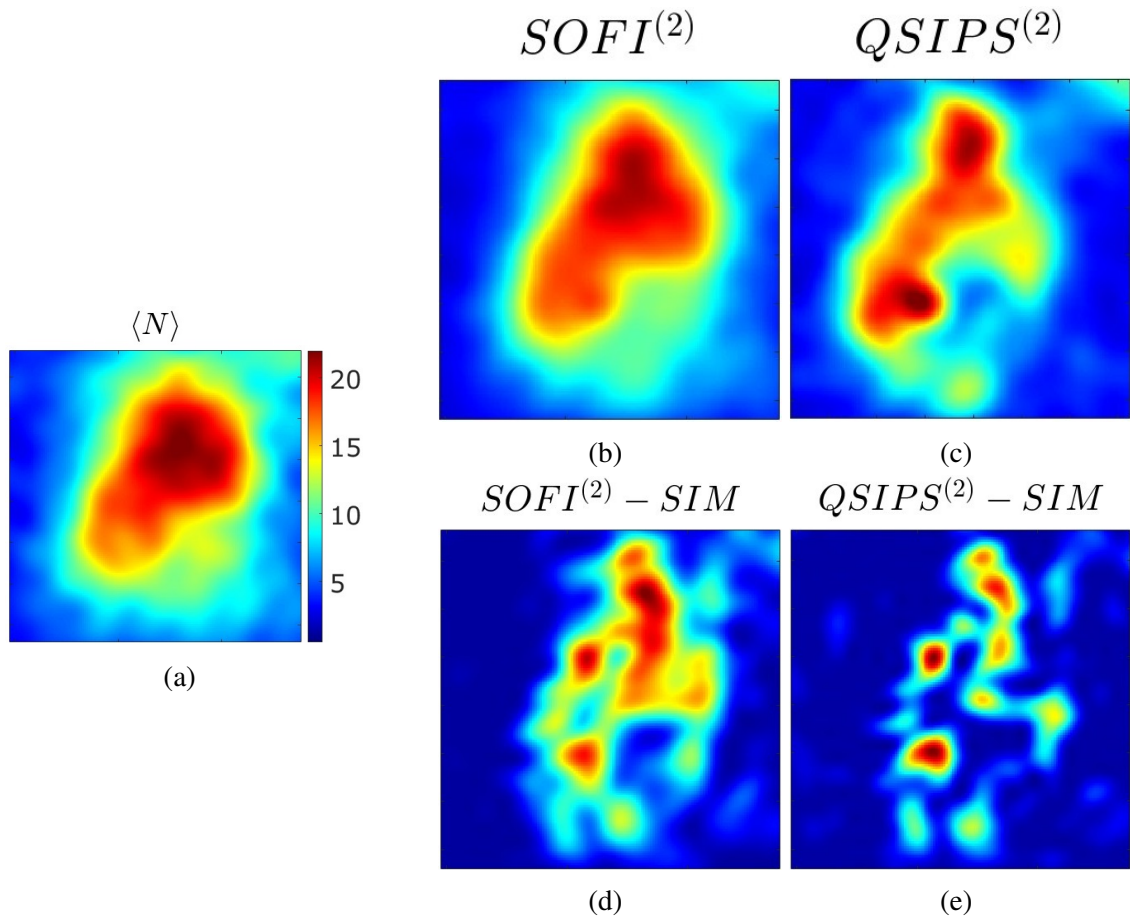 SOFI^{(2)} QSIPS^{(2)}
⟨N⟩
20
15
10
5
(a)
(b) (c)
SOFI^{(2)} − SIM QSIPS^{(2)} − SIM
(d) (e)